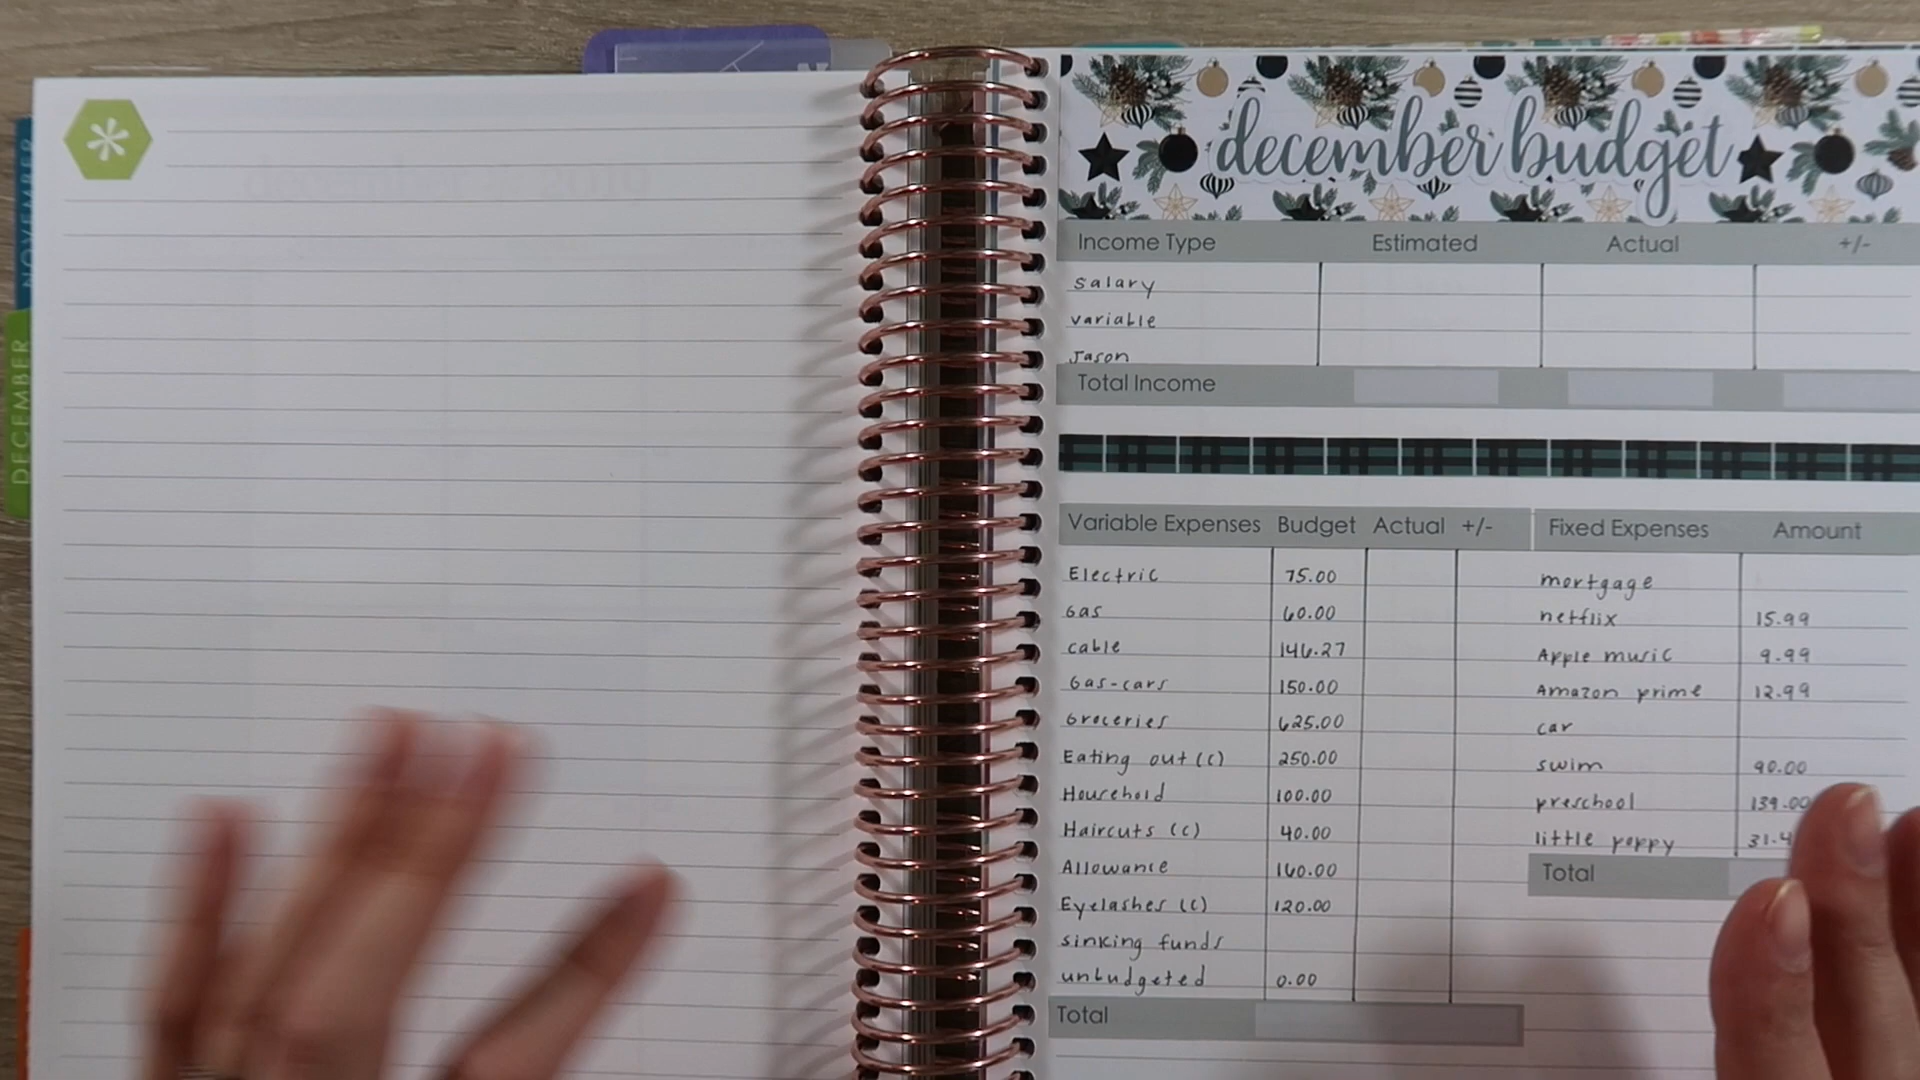 NOVEMBER
DECEMBER
december budget
Income Type Estimated Actual +/-
salary
variable
Jason
Total Income
Variable Expenses Budget Actual +/-
Electric 75.00
Gas 60.00
cable 146.27
Gas-cars 150.00
Groceries 625.00
Eating out (c) 250.00
Household 100.00
Haircuts (c) 40.00
Allowance 160.00
Eyelashes (c) 120.00
sinking funds
unbudgeted 0.00
Total
Fixed Expenses Amount
mortgage
netflix 15.99
Apple music 9.99
Amazon prime 12.99
car
swim 90.00
preschool 139.00
little poppy 31.4
Total